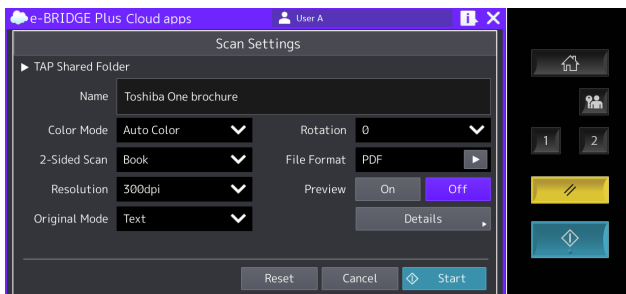 e-BRIDGE Plus Cloud apps
User A
i
Scan Settings
TAP Shared Folder
Name Toshiba One brochure
Color Mode Auto Color Rotation 0
2-Sided Scan Book File Format PDF
Resolution 300dpi Preview On Off
Original Mode Text Details
Reset Cancel Start
1 2